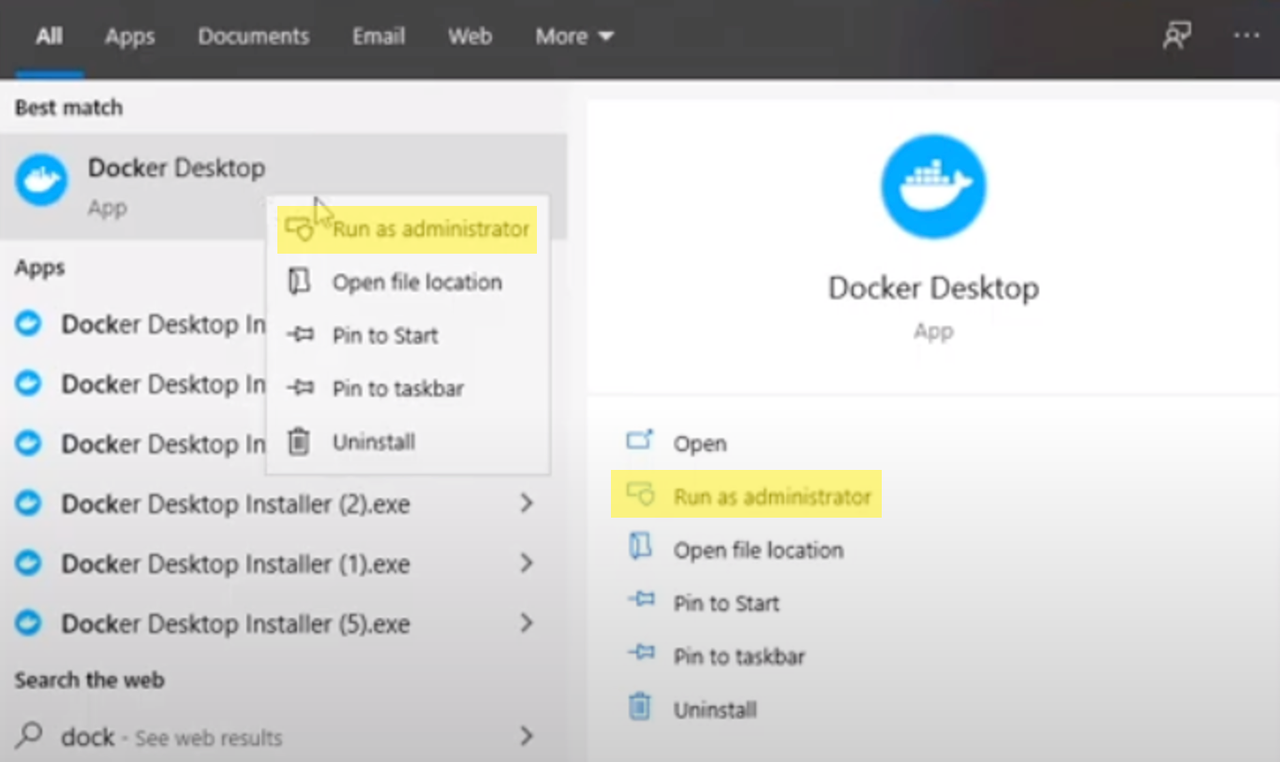 All Apps Documents Email Web More
Best match
Docker Desktop
App
Run as administrator
Open file location
Pin to Start
Pin to taskbar
Uninstall
Apps
Docker Desktop In
Docker Desktop In
Docker Desktop In
Docker Desktop Installer (2).exe
Docker Desktop Installer (1).exe
Docker Desktop Installer (5).exe
Search the web
dock - See web results
Docker Desktop
App
Open
Run as administrator
Open file location
Pin to Start
Pin to taskbar
Uninstall